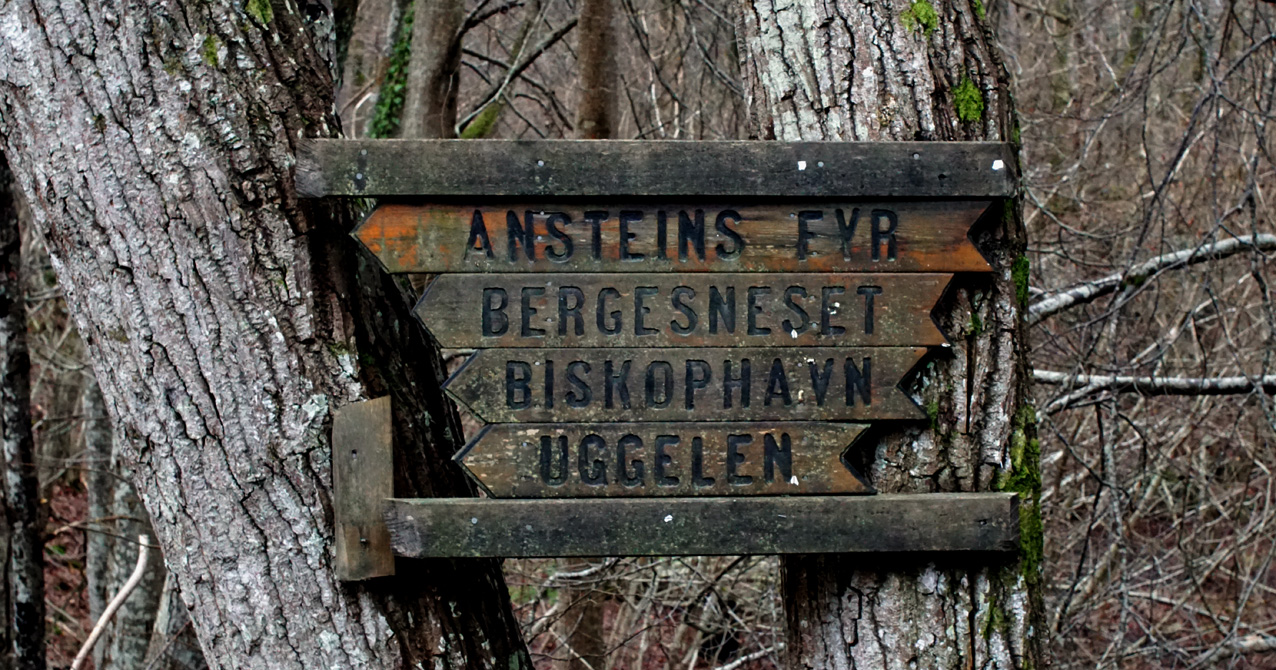 ANSTEINS FYR
BERGESNESET
BISKOPHAVN
UGGELEN